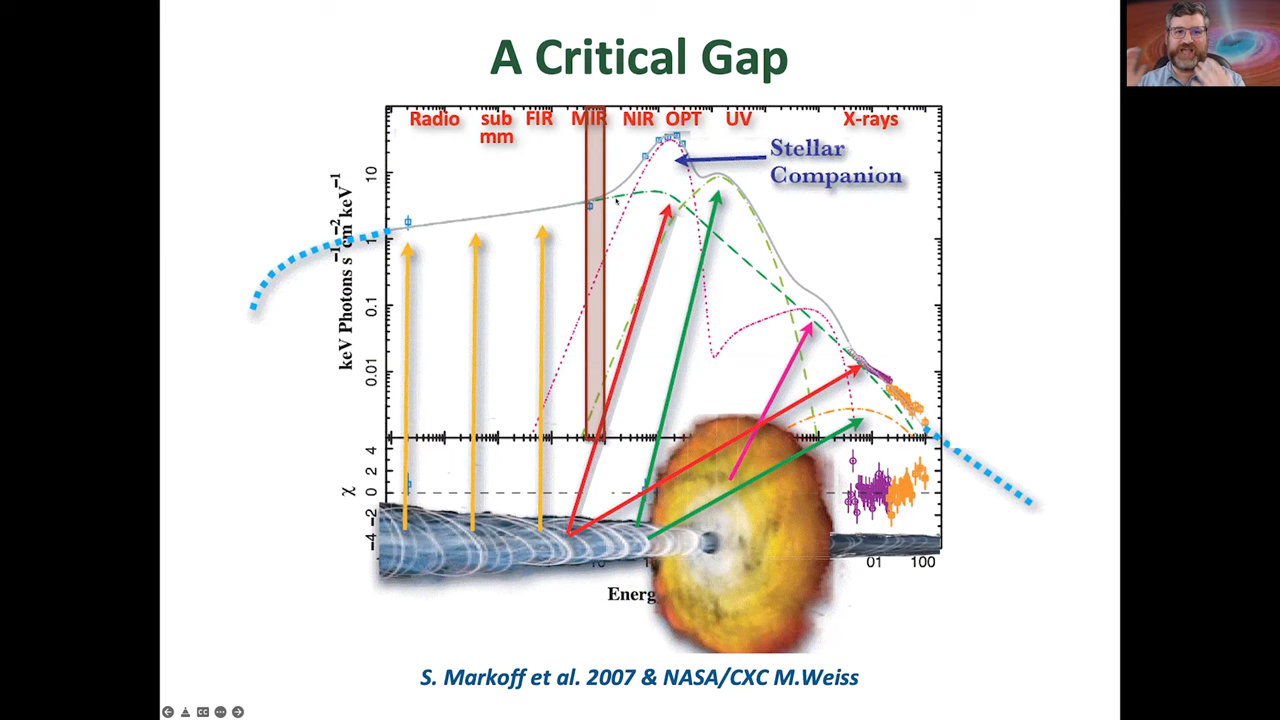 A Critical Gap
Radio
sub
mm
FIR
MIR
NIR
OPT
UV
X-rays
Stellar
Companion
keV Photons s⁻¹ cm⁻² keV⁻¹
10
1
0.1
0.01
χ
4
2
0
−2
−4
01
100
Energ
S. Markoff et al. 2007 & NASA/CXC M.Weiss
CC